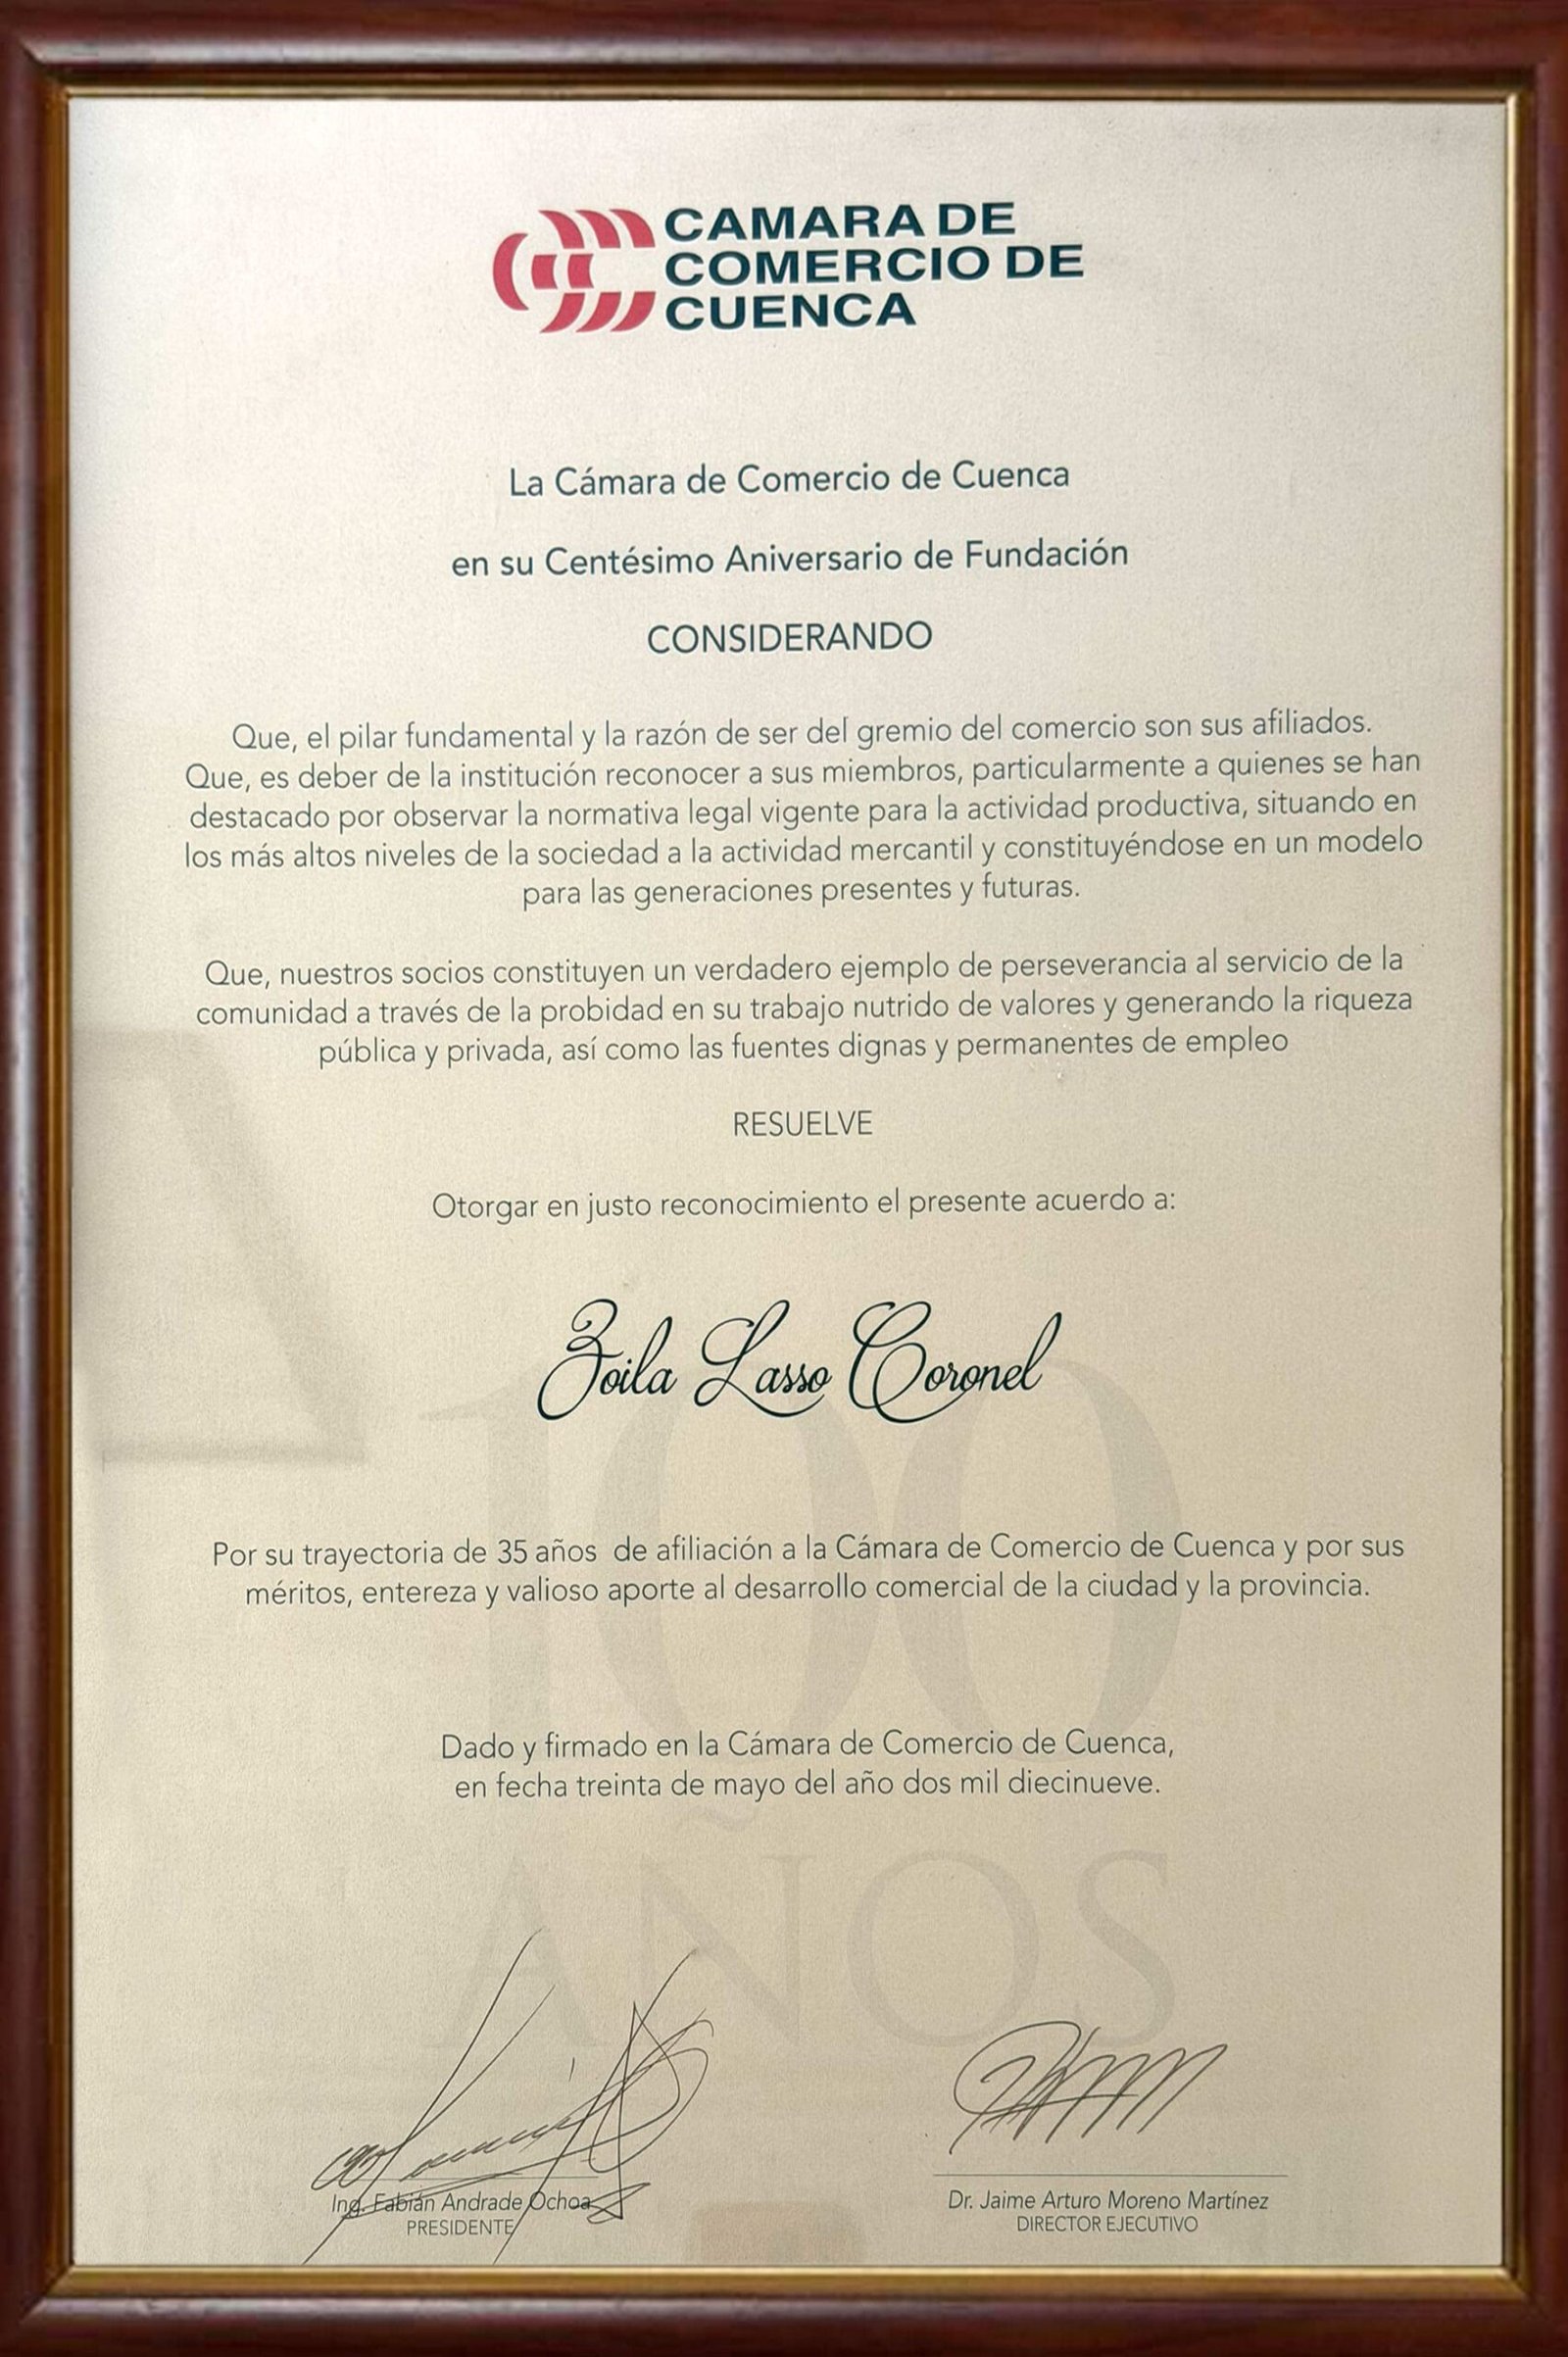 CAMARA DE
COMERCIO DE
CUENCA
La Cámara de Comercio de Cuenca
en su Centésimo Aniversario de Fundación
CONSIDERANDO
Que, el pilar fundamental y la razón de ser del gremio del comercio son sus afiliados.
Que, es deber de la institución reconocer a sus miembros, particularmente a quienes se han
destacado por observar la normativa legal vigente para la actividad productiva, situando en
los más altos niveles de la sociedad a la actividad mercantil y constituyéndose en un modelo
para las generaciones presentes y futuras.
Que, nuestros socios constituyen un verdadero ejemplo de perseverancia al servicio de la
comunidad a través de la probidad en su trabajo nutrido de valores y generando la riqueza
pública y privada, así como las fuentes dignas y permanentes de empleo
RESUELVE
Otorgar en justo reconocimiento el presente acuerdo a:
Zoila Lasso Coronel
100
Por su trayectoria de 35 años de afiliación a la Cámara de Comercio de Cuenca y por sus
méritos, entereza y valioso aporte al desarrollo comercial de la ciudad y la provincia.
Dado y firmado en la Cámara de Comercio de Cuenca,
en fecha treinta de mayo del año dos mil diecinueve.
AÑOS
Ing. Fabián Andrade Ochoa
PRESIDENTE
Dr. Jaime Arturo Moreno Martínez
DIRECTOR EJECUTIVO